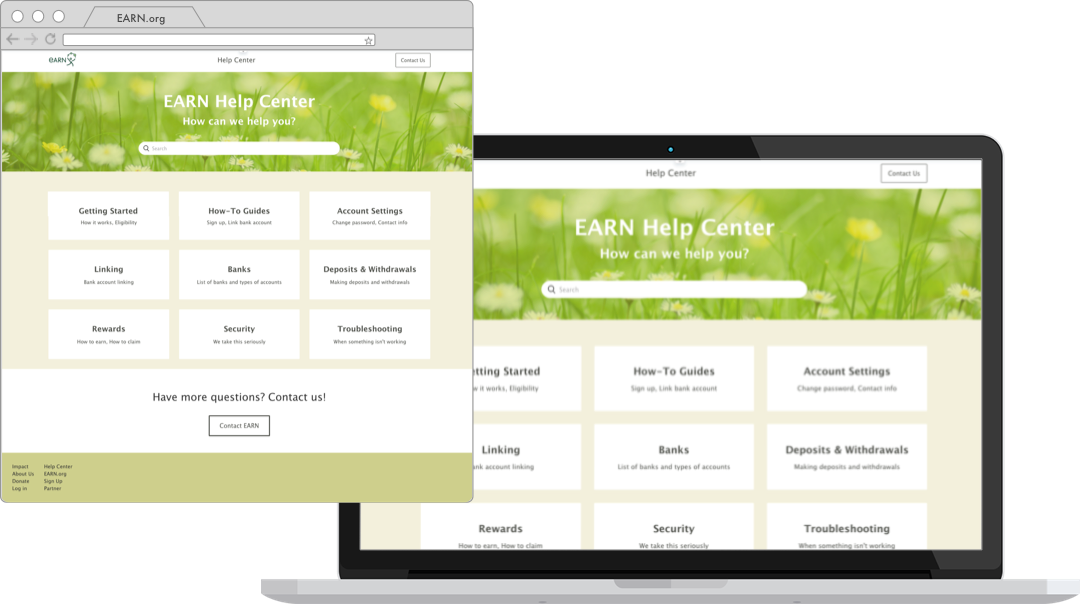 EARN.org
EARN
Help Center
Contact Us
EARN Help Center
How can we help you?
Search
Getting Started
How it works, Eligibility
How-To Guides
Sign up, Link bank account
Account Settings
Change password, Contact info
Linking
Bank account linking
Banks
List of banks and types of accounts
Deposits & Withdrawals
Making deposits and withdrawals
Rewards
How to earn, How to claim
Security
We take this seriously
Troubleshooting
When something isn't working
Have more questions? Contact us!
Contact EARN
Impact
About Us
Donate
Log in
Help Center
EARN.org
Sign Up
Partner
Help Center
Contact Us
EARN Help Center
How can we help you?
Search
tting Started
w it works, Eligibility
How-To Guides
Sign up, Link bank account
Account Settings
Change password, Contact info
Linking
nk account linking
Banks
List of banks and types of accounts
Deposits & Withdrawals
Making deposits and withdrawals
Rewards
How to earn, How to claim
Security
We take this seriously
Troubleshooting
When something isn't working